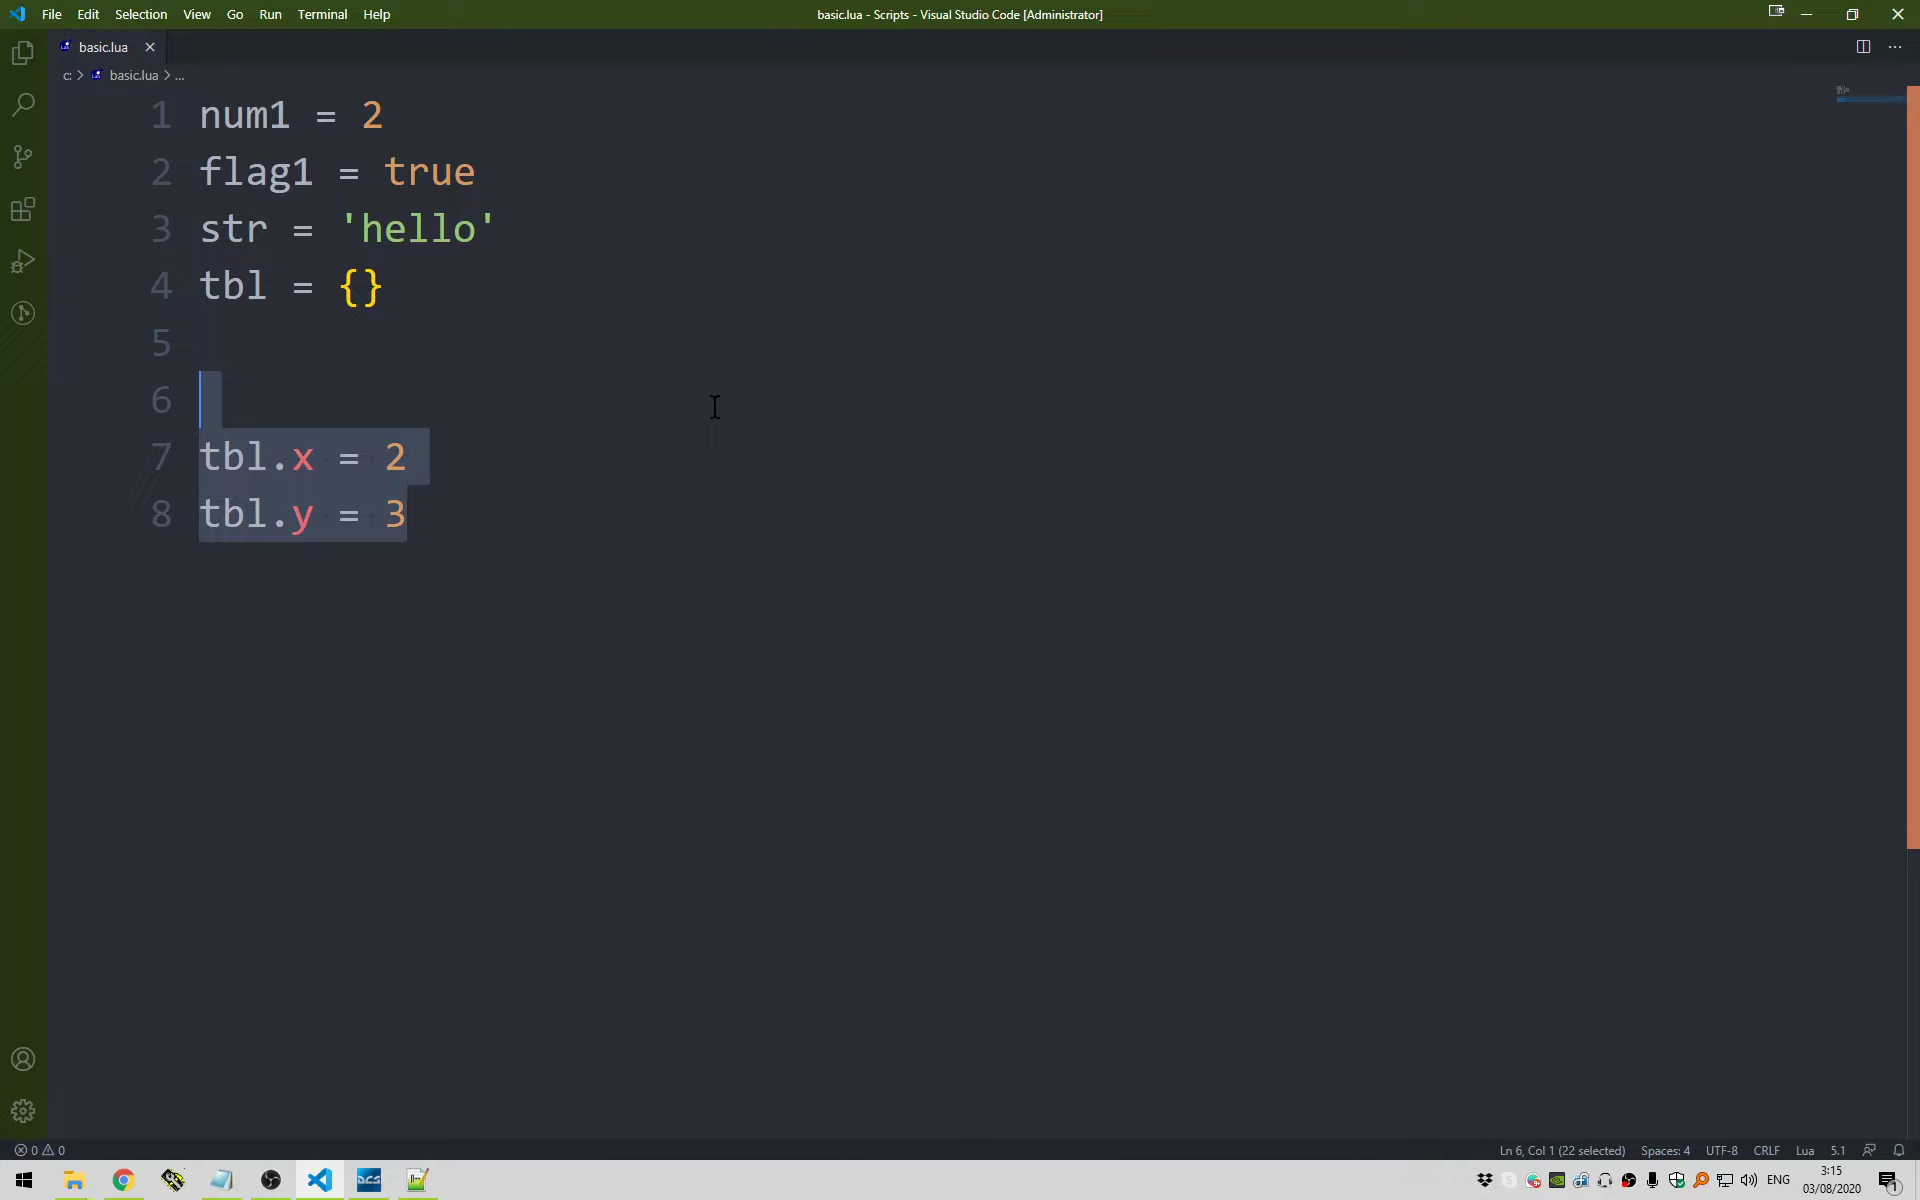 File Edit Selection View Go Run Terminal Help
basic.lua - Scripts - Visual Studio Code [Administrator]
basic.lua
c: > basic.lua > ...
1 num1 = 2
2 flag1 = true
3 str = 'hello'
4 tbl = {}
5
6
7 tbl.x = 2
8 tbl.y = 3
0 0
Ln 6, Col 1 (22 selected) Spaces: 4 UTF-8 CRLF Lua 5.1
DCS
ENG
3:15
03/08/2020
1